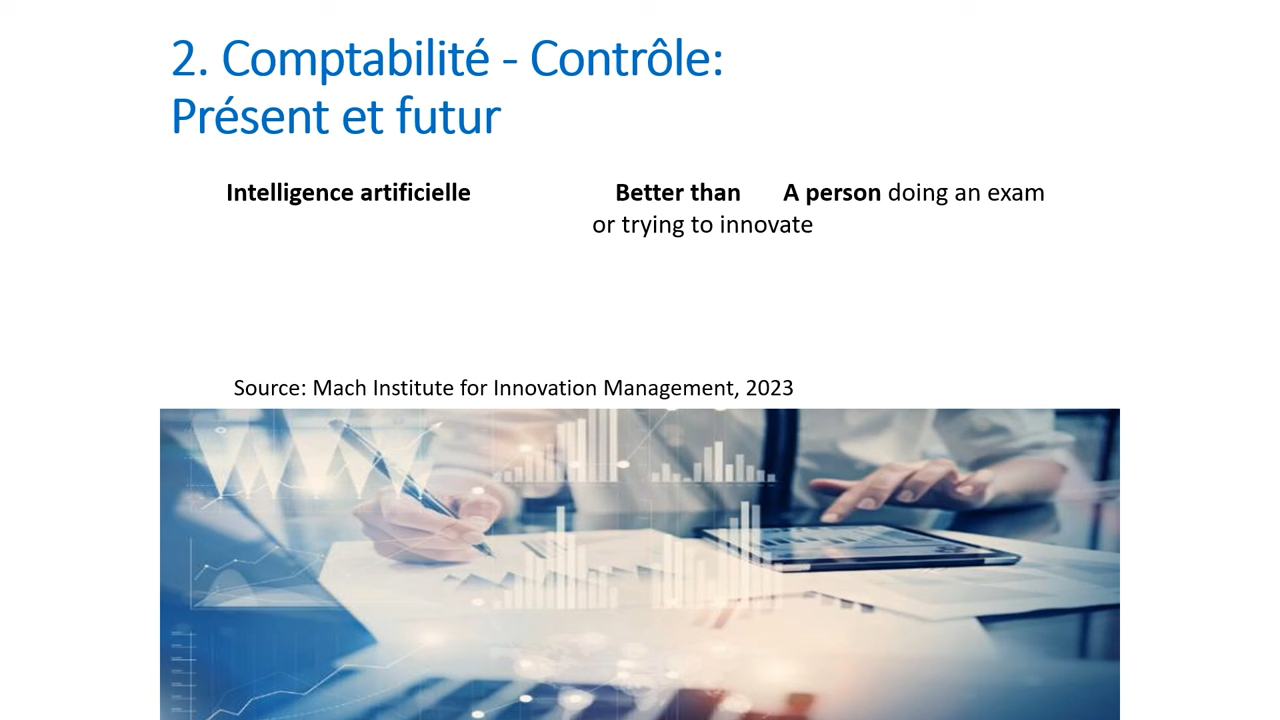 2. Comptabilité - Contrôle:
Présent et futur
Intelligence artificielle Better than A person doing an exam
or trying to innovate
Source: Mach Institute for Innovation Management, 2023